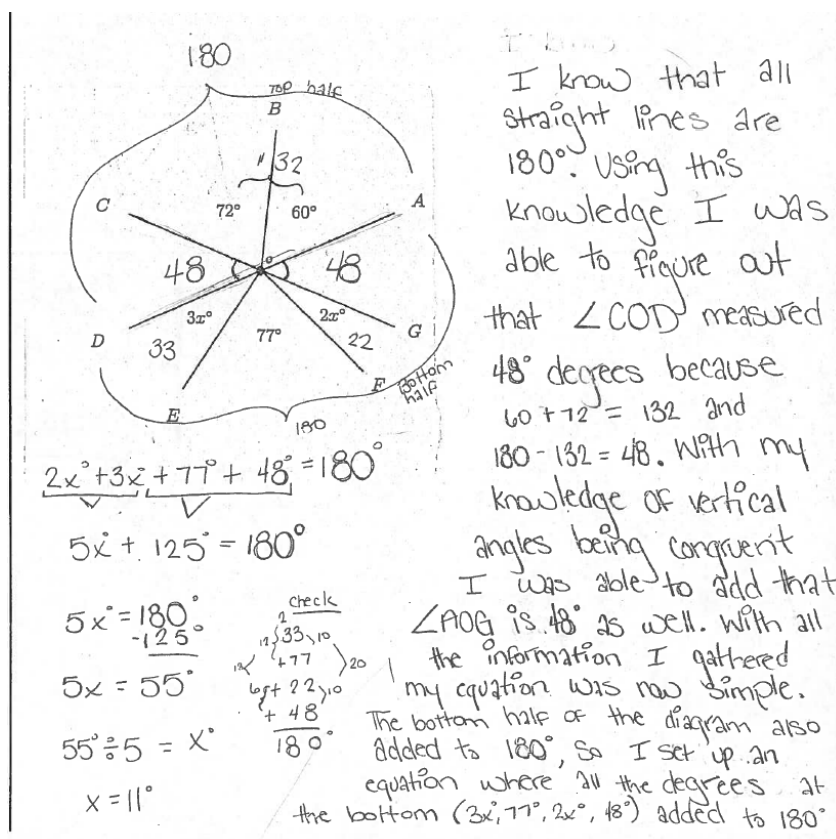 180
Top half
B
132
C
72°
60°
A
48
O
48
D
3x°
77°
2x°
G
33
22
E
F
Bottom
half
180
2x° + 3x° + 77° + 48° = 180°
5x° + 125° = 180°
5x° = 180°
- 125°
5x = 55°
55° ÷ 5 = x°
x = 11°
check
2
12 33 10
+ 77
20
+ 22 10
+ 48
180°
I know that all
straight lines are
180°. Using this
knowledge I was
able to figure out
that ∠COD measured
48° degrees because
60 + 72 = 132 and
180 - 132 = 48. With my
knowledge of vertical
angles being congruent
I was able to add that
∠AOG is 48° as well. With all
the information I gathered
my equation was now simple.
The bottom half of the diagram also
added to 180°, so I set up an
equation where all the degrees at
the bottom (3x°, 77°, 2x°, 48°) added to 180°